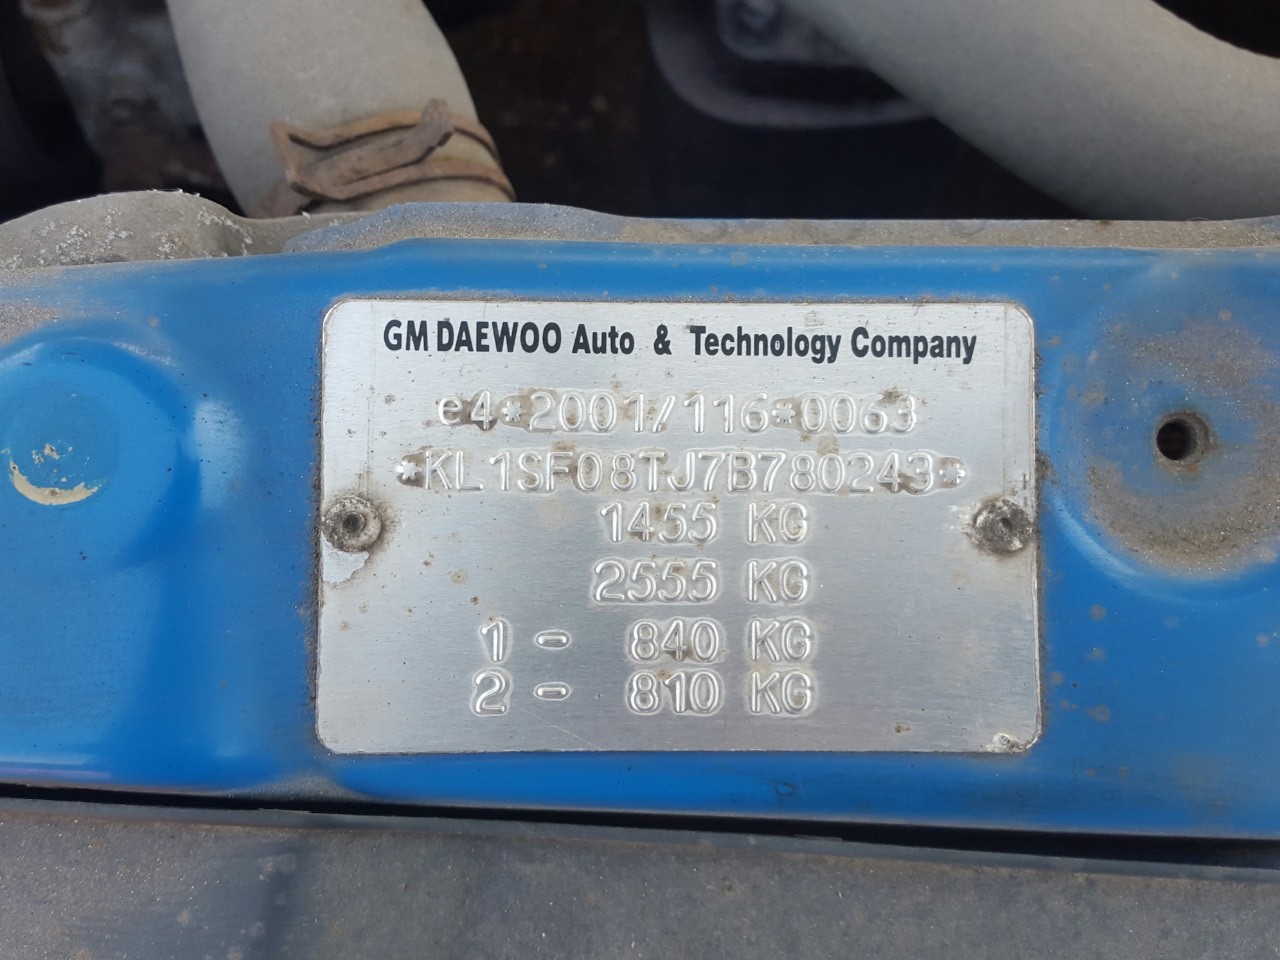 GM DAEWOO Auto & Technology Company
e4*2001/116*0063
*KL1SF08TJ7B780243*
1455 KG
2555 KG
1 - 840 KG
2 - 810 KG